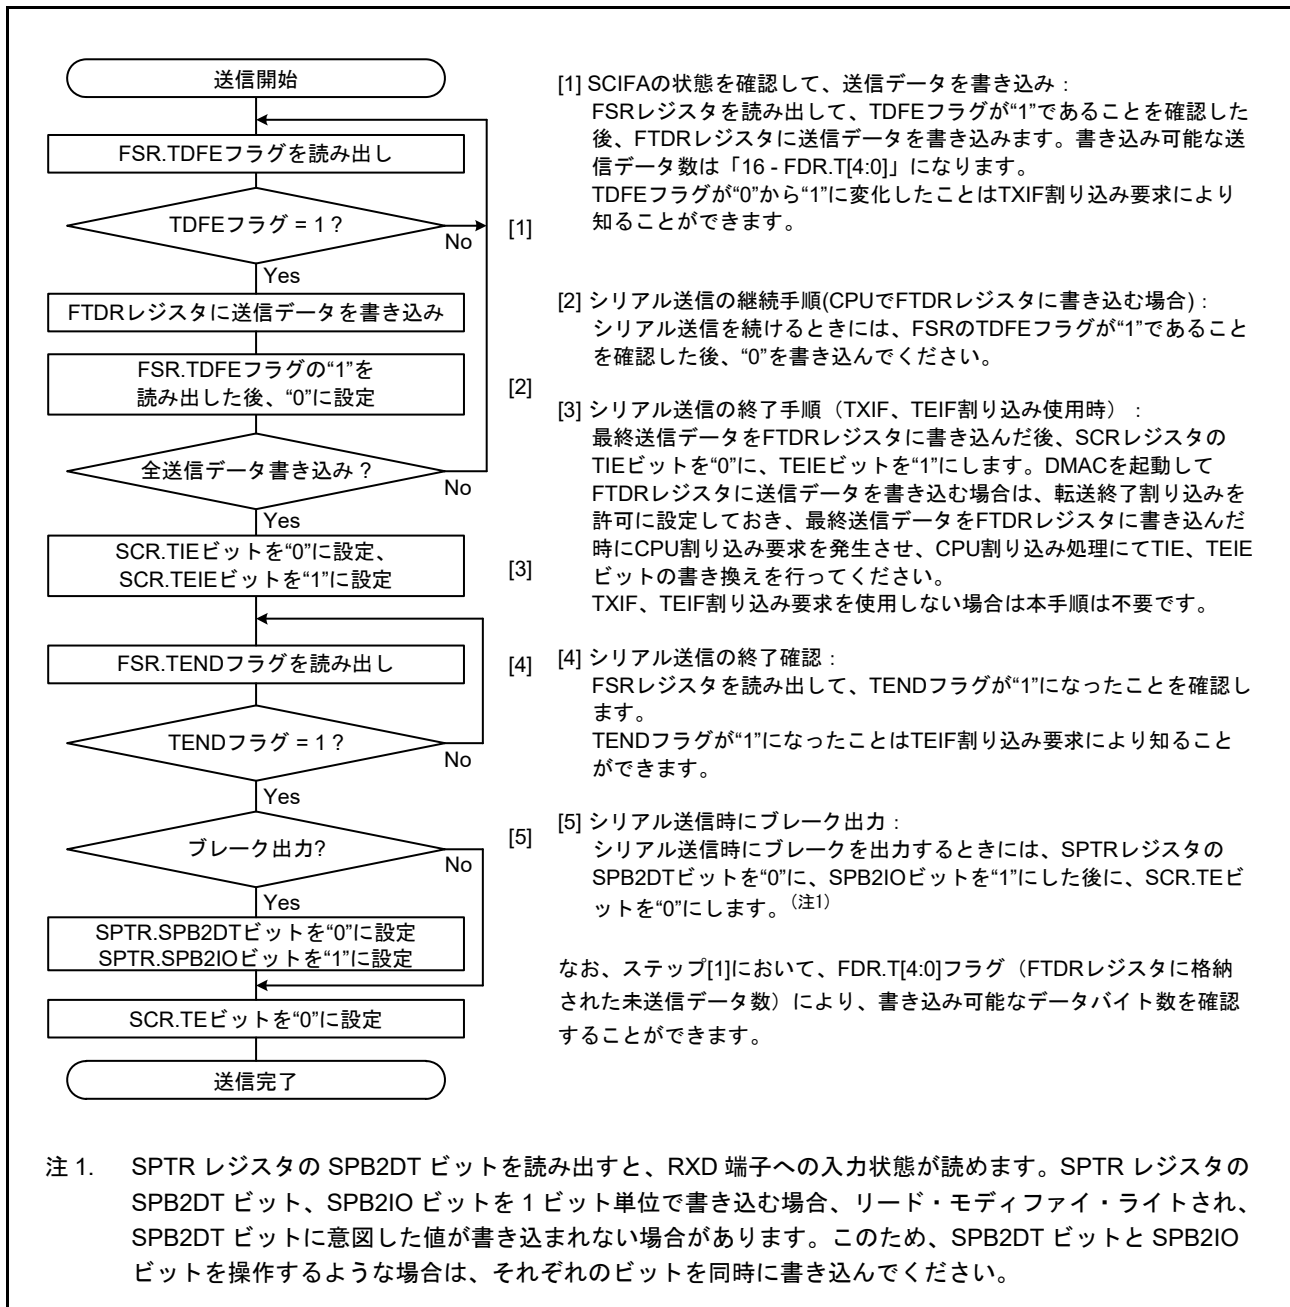 送信開始
FSR.TDFEフラグを読み出し
TDFEフラグ = 1 ?
No
[1]
Yes
FTDRレジスタに送信データを書き込み
FSR.TDFEフラグの“1”を
読み出した後、“0”に設定
[2]
全送信データ書き込み ?
No
Yes
SCR.TIEビットを“0”に設定、
SCR.TEIEビットを“1”に設定
[3]
FSR.TENDフラグを読み出し
[4]
TENDフラグ = 1 ?
No
Yes
ブレーク出力?
[5]
No
Yes
SPTR.SPB2DTビットを“0”に設定
SPTR.SPB2IOビットを“1”に設定
SCR.TEビットを“0”に設定
送信完了
[1] SCIFAの状態を確認して、送信データを書き込み：
FSRレジスタを読み出して、TDFEフラグが“1”であることを確認した
後、FTDRレジスタに送信データを書き込みます。書き込み可能な送
信データ数は「16 - FDR.T[4:0]」になります。
TDFEフラグが“0”から“1”に変化したことはTXIF割り込み要求により
知ることができます。
[2] シリアル送信の継続手順(CPUでFTDRレジスタに書き込む場合)：
シリアル送信を続けるときには、FSRのTDFEフラグが“1”であること
を確認した後、“0”を書き込んでください。
[3] シリアル送信の終了手順（TXIF、TEIF割り込み使用時）：
最終送信データをFTDRレジスタに書き込んだ後、SCRレジスタの
TIEビットを“0”に、TEIEビットを“1”にします。DMACを起動して
FTDRレジスタに送信データを書き込む場合は、転送終了割り込みを
許可に設定しておき、最終送信データをFTDRレジスタに書き込んだ
時にCPU割り込み要求を発生させ、CPU割り込み処理にてTIE、TEIE
ビットの書き換えを行ってください。
TXIF、TEIF割り込み要求を使用しない場合は本手順は不要です。
[4] シリアル送信の終了確認：
FSRレジスタを読み出して、TENDフラグが“1”になったことを確認し
ます。
TENDフラグが“1”になったことはTEIF割り込み要求により知ること
ができます。
[5] シリアル送信時にブレーク出力：
シリアル送信時にブレークを出力するときには、SPTRレジスタの
SPB2DTビットを“0”に、SPB2IOビットを“1”にした後に、SCR.TEビ
ットを“0”にします。（注1）
なお、ステップ[1]において、FDR.T[4:0]フラグ（FTDRレジスタに格納
された未送信データ数）により、書き込み可能なデータバイト数を確認
することができます。
注 1. SPTR レジスタの SPB2DT ビットを読み出すと、RXD 端子への入力状態が読めます。SPTR レジスタの
SPB2DT ビット、SPB2IO ビットを 1 ビット単位で書き込む場合、リード・モディファイ・ライトされ、
SPB2DT ビットに意図した値が書き込まれない場合があります。このため、SPB2DT ビットと SPB2IO
ビットを操作するような場合は、それぞれのビットを同時に書き込んでください。